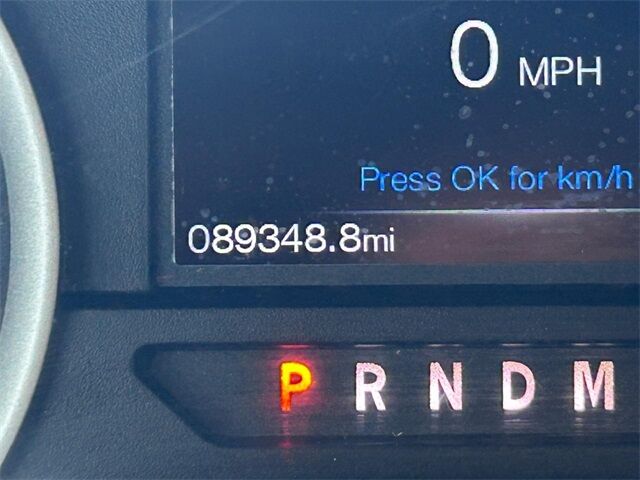 0 MPH
Press OK for km/h
089348.8mi
P R N D M